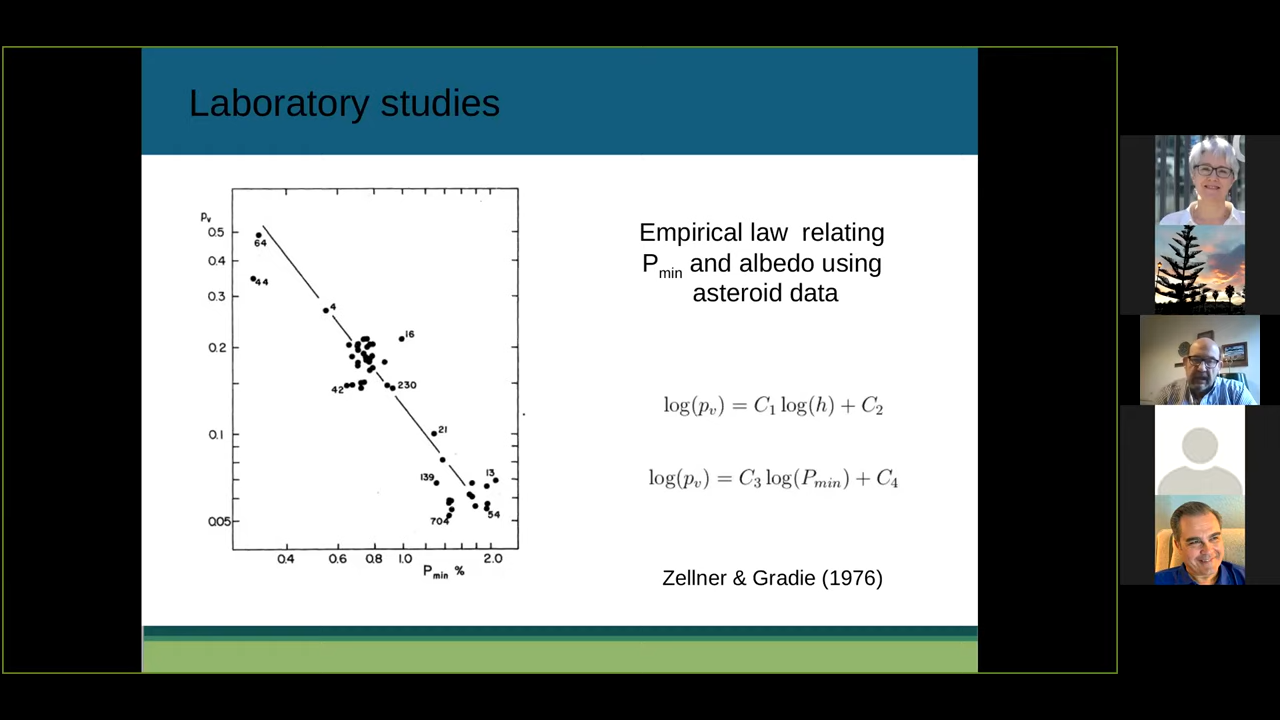 Laboratory studies
pv
0.5
0.4
0.3
0.2
0.1
0.05
64
44
4
16
42
230
21
139
13
704
54
0.4 0.6 0.8 1.0 2.0
Pmin %
Empirical law relating
Pmin and albedo using
asteroid data
log(pv) = C1 log(h) + C2
log(pv) = C3 log(Pmin) + C4
Zellner & Gradie (1976)